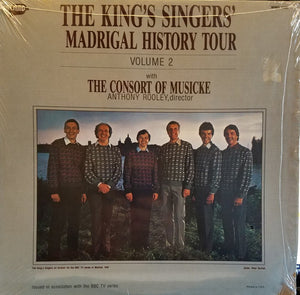 THE KING'S SINGERS'
MADRIGAL HISTORY TOUR
VOLUME 2
with
THE CONSORT OF MUSICKE
ANTHONY ROOLEY, director
Issued in association with the BBC TV series